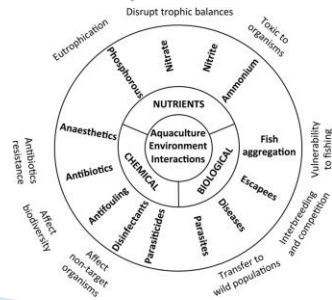 Disrupt trophic balances
Eutrophication
Toxic to
organisms
Phosphorous
Nitrate
Nitrite
Ammonium
NUTRIENTS
Aquaculture
Environment
Interactions
CHEMICAL
BIOLOGICAL
Anaesthetics
Antibiotics
Antifouling
Disinfectants
Parasiticides
Parasites
Diseases
Escapees
Fish
aggregation
Vulnerability
to fishing
Interbreeding
and competition
Transfer to
wild populations
Affect
non-target
organisms
Affect
biodiversity
Antibiotics
resistance